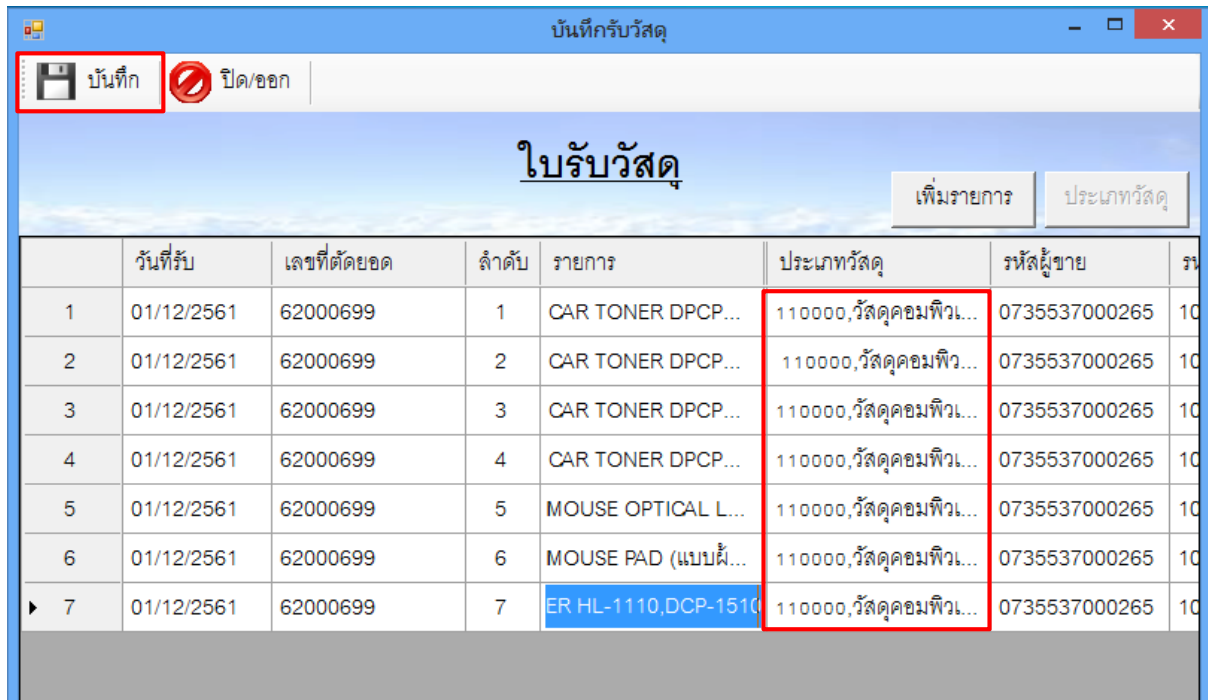 บันทึกรับวัสดุ
บันทึก ปิด/ออก
ใบรับวัสดุ
เพิ่มรายการ ประเภทวัสดุ
วันที่รับ เลขที่ตัดยอด ลำดับ รายการ ประเภทวัสดุ รหัสผู้ขาย
1 01/12/2561 62000699 1 CAR TONER DPCP... 110000,วัสดุคอมพิวเ... 0735537000265 10
2 01/12/2561 62000699 2 CAR TONER DPCP... 110000,วัสดุคอมพิว... 0735537000265 10
3 01/12/2561 62000699 3 CAR TONER DPCP... 110000,วัสดุคอมพิวเ... 0735537000265 10
4 01/12/2561 62000699 4 CAR TONER DPCP... 110000,วัสดุคอมพิวเ... 0735537000265 10
5 01/12/2561 62000699 5 MOUSE OPTICAL L... 110000,วัสดุคอมพิวเ... 0735537000265 10
6 01/12/2561 62000699 6 MOUSE PAD (แบบผ้... 110000,วัสดุคอมพิวเ... 0735537000265 10
7 01/12/2561 62000699 7 ER HL-1110,DCP-1510 110000,วัสดุคอมพิวเ... 0735537000265 10